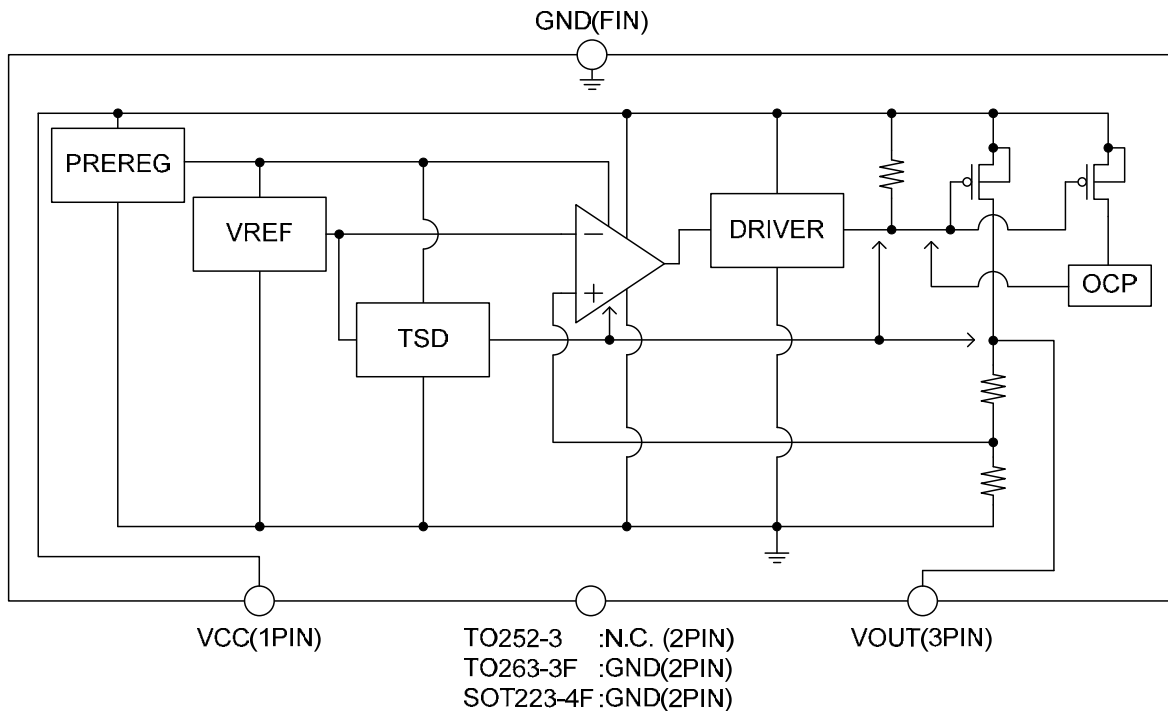 GND(FIN)
PREREG
VREF
TSD
−
+
DRIVER
OCP
VCC(1PIN)
TO252-3 :N.C. (2PIN)
TO263-3F :GND(2PIN)
SOT223-4F :GND(2PIN)
VOUT(3PIN)